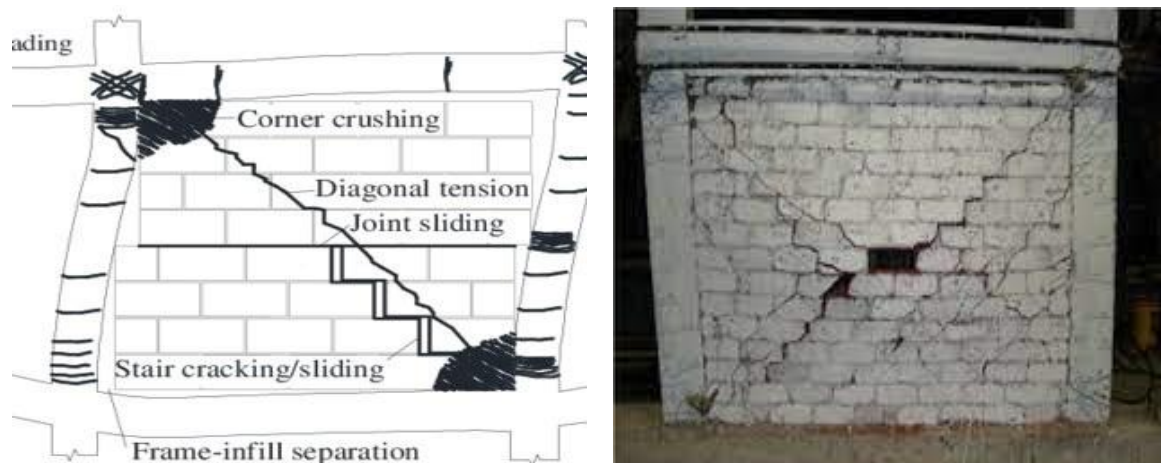 ading
Corner crushing
Diagonal tension
Joint sliding
Stair cracking/sliding
Frame-infill separation